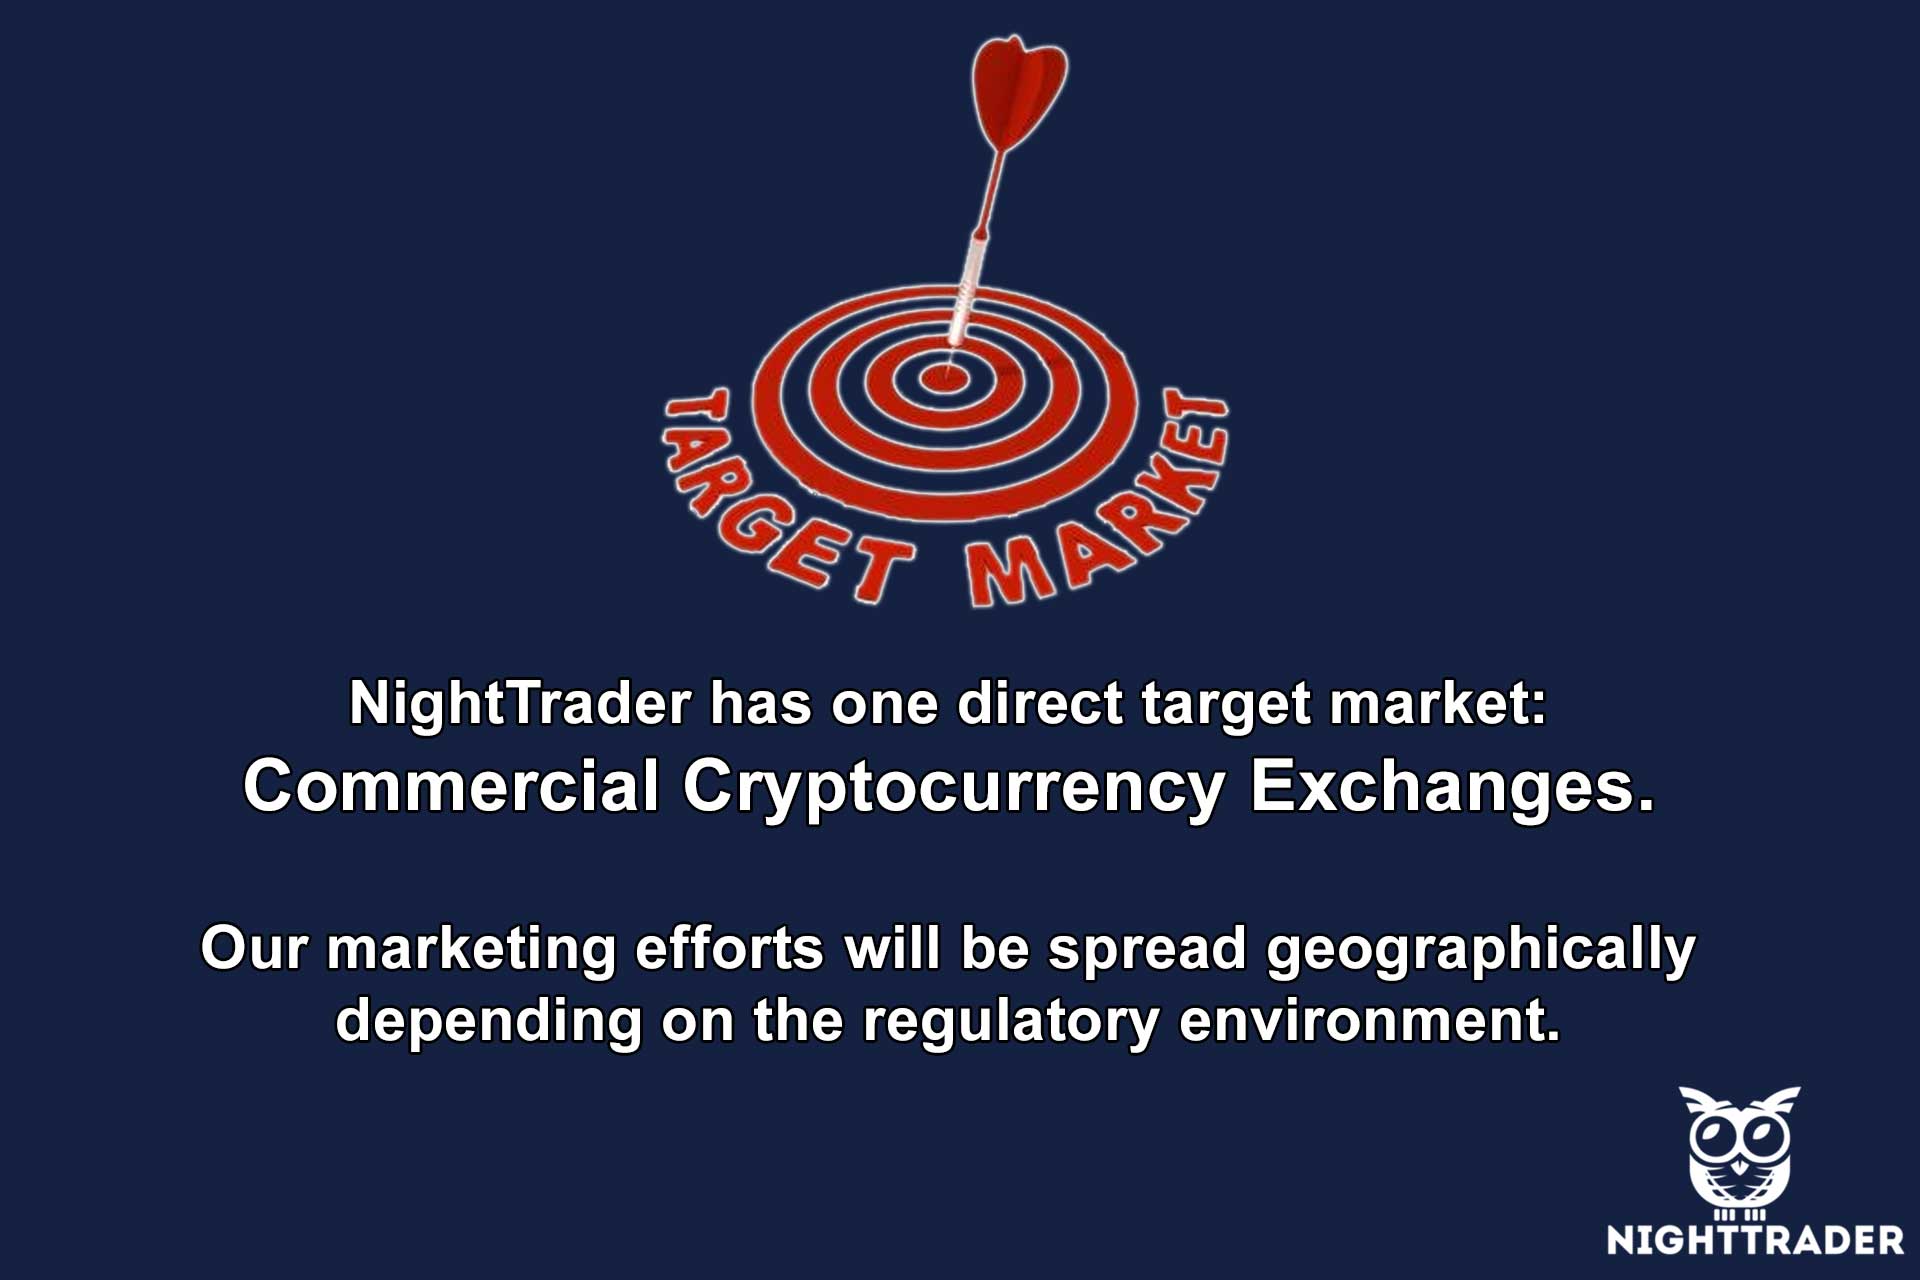 TARGET MARKET
NightTrader has one direct target market:
Commercial Cryptocurrency Exchanges.
Our marketing efforts will be spread geographically
depending on the regulatory environment.
NIGHTTRADER